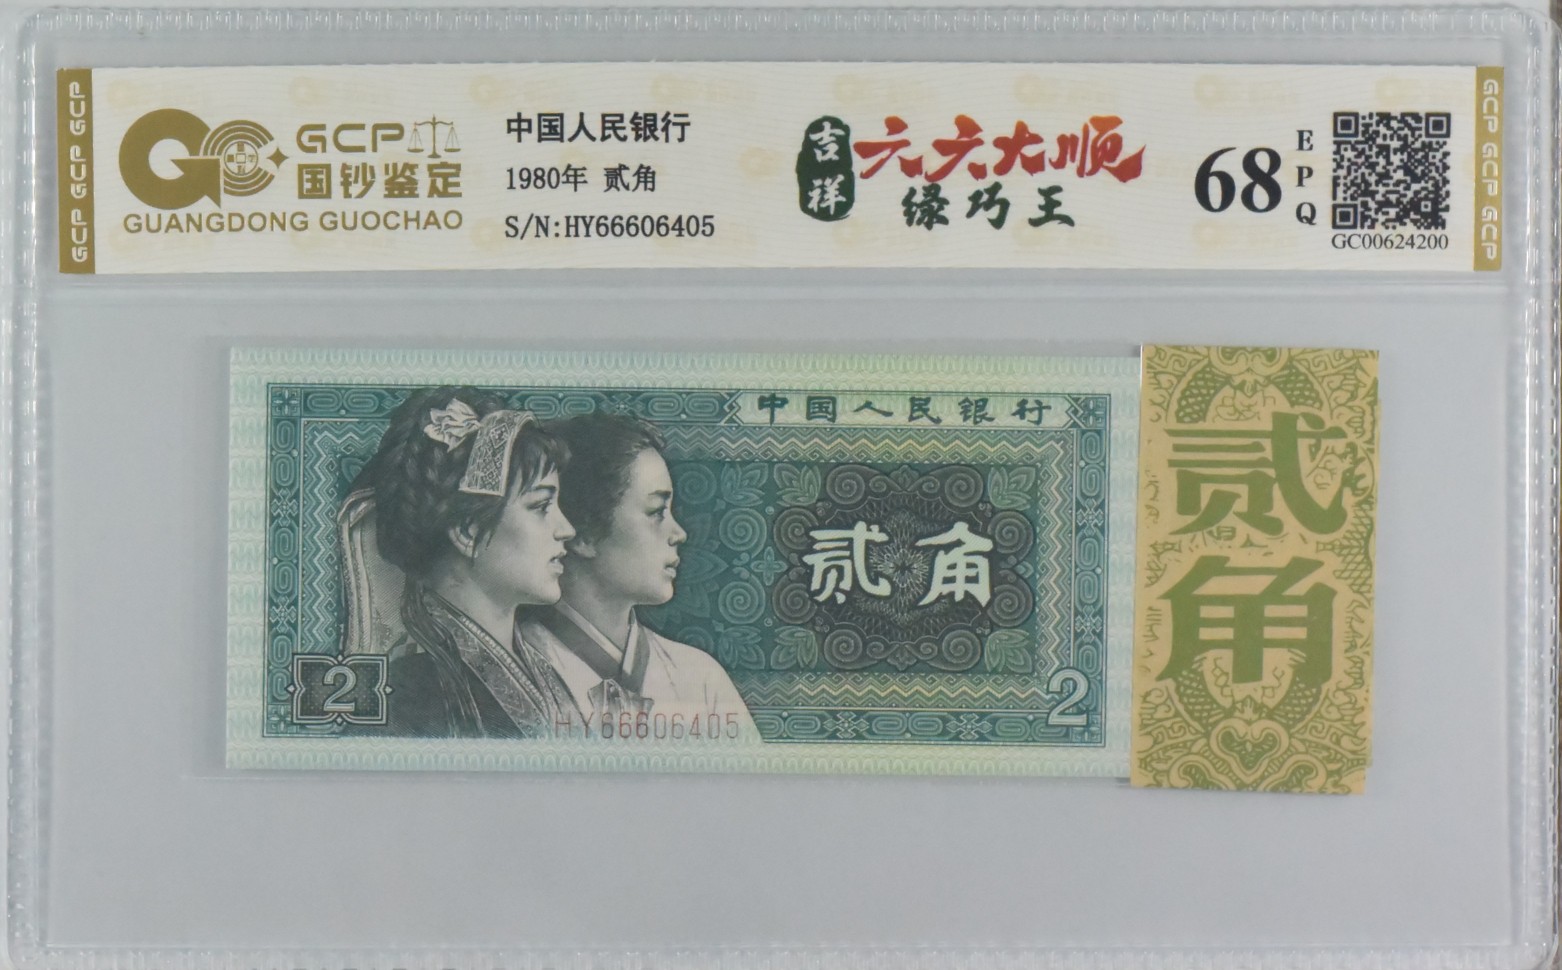 GCP GCP GCP
GCP
国钞鉴定
GUANGDONG GUOCHAO
中国人民银行
1980年 贰角
S/N:HY66606405
吉祥
六六大顺
绿巧王
68
EPQ
GC00624200
GCP GCP GCP
中国人民银行
贰角
2
2
HY66606405
贰角